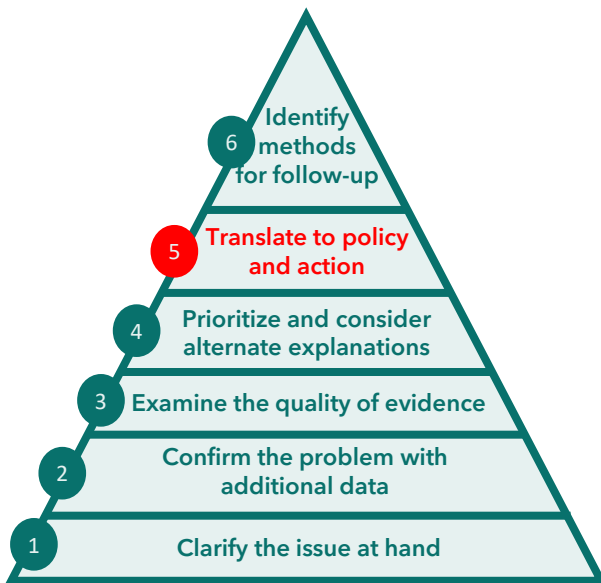 6
Identify
methods
for follow-up
5
Translate to policy
and action
4
Prioritize and consider
alternate explanations
3
Examine the quality of evidence
2
Confirm the problem with
additional data
1
Clarify the issue at hand